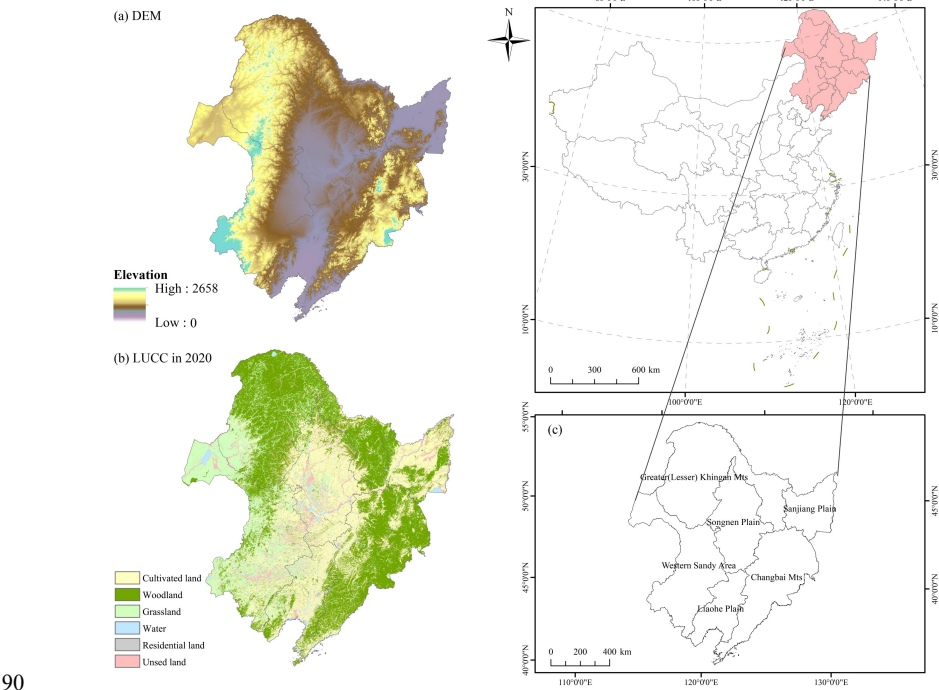 (a) DEM
Elevation
High : 2658
Low : 0
(b) LUCC in 2020
Cultivated land
Woodland
Grassland
Water
Residential land
Unsed land
N
30°0'0"N
10°0'0"N
30°0'0"N
10°0'0"N
0 300 600 km
100°0'0"E
120°0'0"E
(c)
55°0'0"N
50°0'0"N
45°0'0"N
40°0'0"N
45°0'0"N
40°0'0"N
Greater(Lesser) Khingan Mts
Sanjiang Plain
Songnen Plain
Western Sandy Area
Changbai Mts
Liaohe Plain
0 200 400 km
110°0'0"E
120°0'0"E
130°0'0"E
90